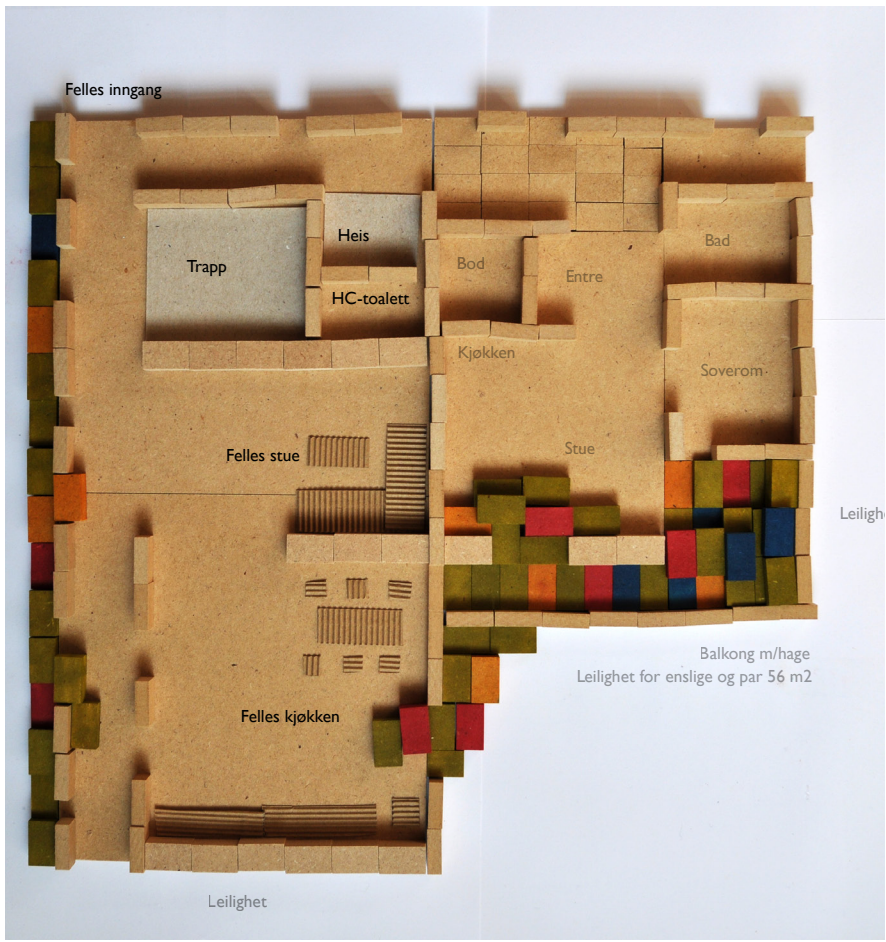 Felles inngang
Heis
Trapp
HC-toalett
Bod
Entre
Bad
Kjøkken
Soverom
Felles stue
Stue
Balkong m/hage
Leilighet for enslige og par 56 m2
Felles kjøkken
Leilighet